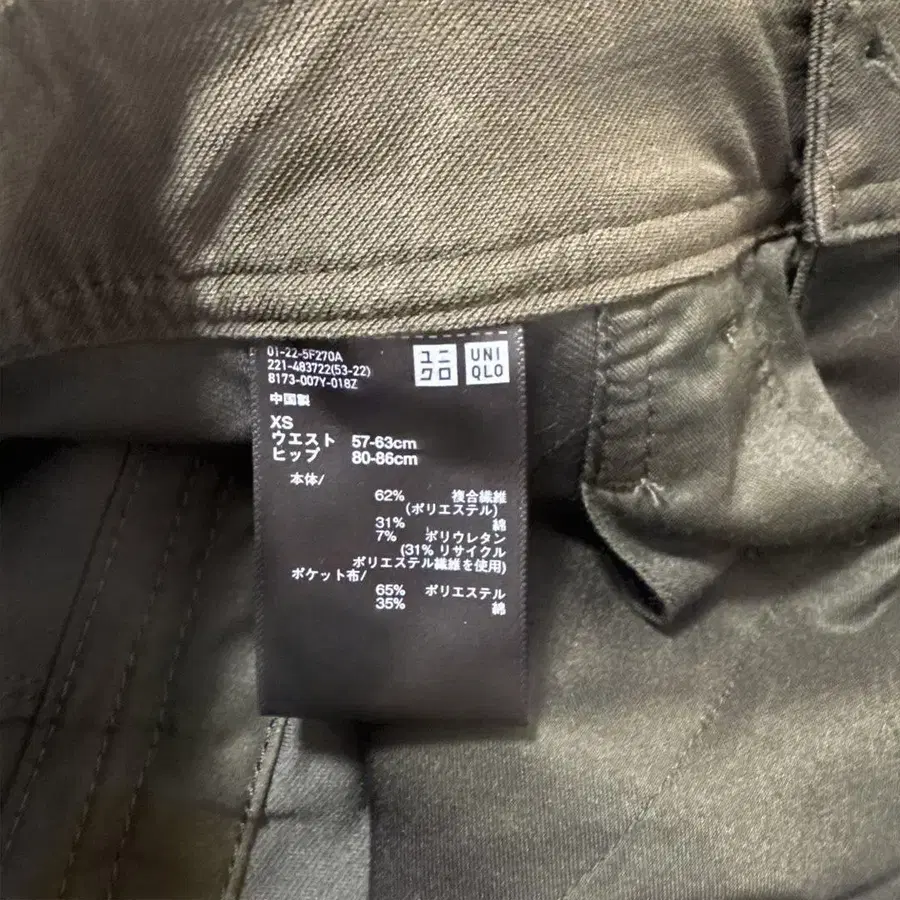 01-22-5F270A
221-483722(53-22)
8173-007Y-018Z
ユニ
クロ
UNI
QLO
中国製
XS
ウエスト 57-63cm
ヒップ 80-86cm
本体/
62% 複合繊維
(ポリエステル)
31% 綿
7% ポリウレタン
(31% リサイクル
ポリエステル繊維を使用)
ポケット布/
65% ポリエステル
35% 綿